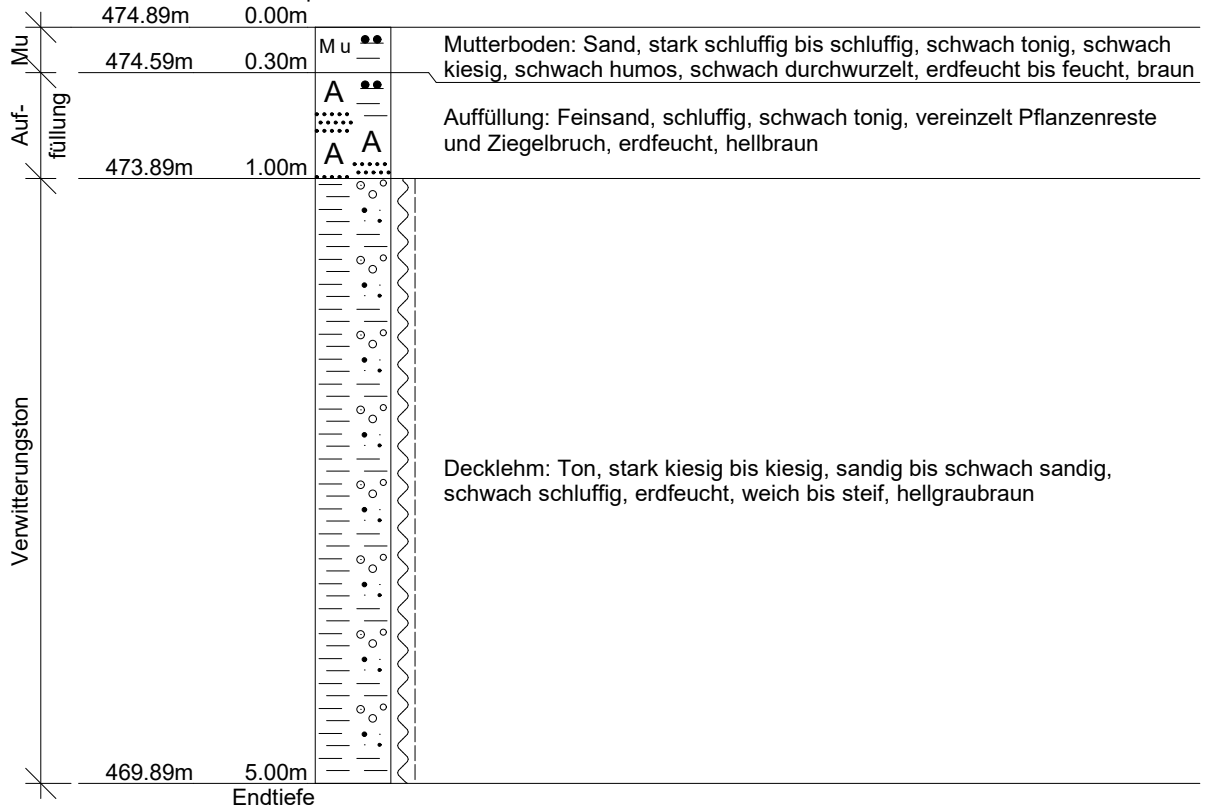 474.89m 0.00m
Mu
Mu
Mutterboden: Sand, stark schluffig bis schluffig, schwach tonig, schwach
kiesig, schwach humos, schwach durchwurzelt, erdfeucht bis feucht, braun
474.59m 0.30m
Auf-
füllung
A
A
A
Auffüllung: Feinsand, schluffig, schwach tonig, vereinzelt Pflanzenreste
und Ziegelbruch, erdfeucht, hellbraun
473.89m 1.00m
Verwitterungston
Decklehm: Ton, stark kiesig bis kiesig, sandig bis schwach sandig,
schwach schluffig, erdfeucht, weich bis steif, hellgraubraun
469.89m 5.00m
Endtiefe